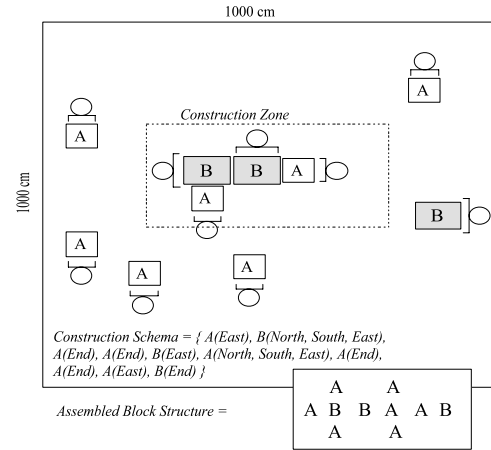 1000 cm
A
Construction Zone
A
B B A
A
1000 cm
B
A
A
A
Construction Schema = { A(East), B(North, South, East),
A(End), A(End), B(East), A(North, South, East), A(End),
A(End), A(East), B(End) }
A A
Assembled Block Structure = A B B A A B
A A